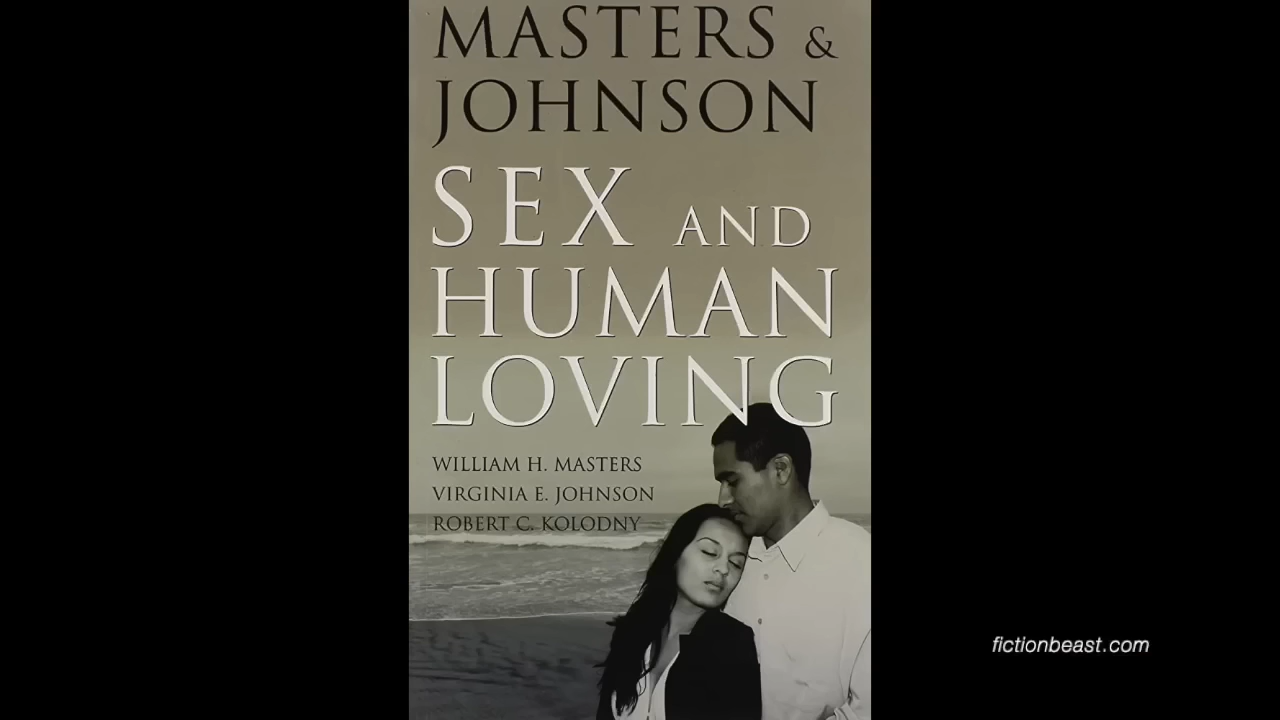 MASTERS &
JOHNSON
SEX AND
HUMAN
LOVING
WILLIAM H. MASTERS
VIRGINIA E. JOHNSON
ROBERT C. KOLODNY
fictionbeast.com